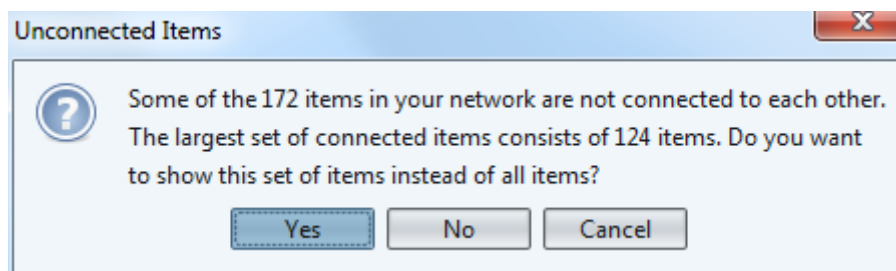 Unconnected Items
Some of the 172 items in your network are not connected to each other.
The largest set of connected items consists of 124 items. Do you want
to show this set of items instead of all items?
Yes No Cancel